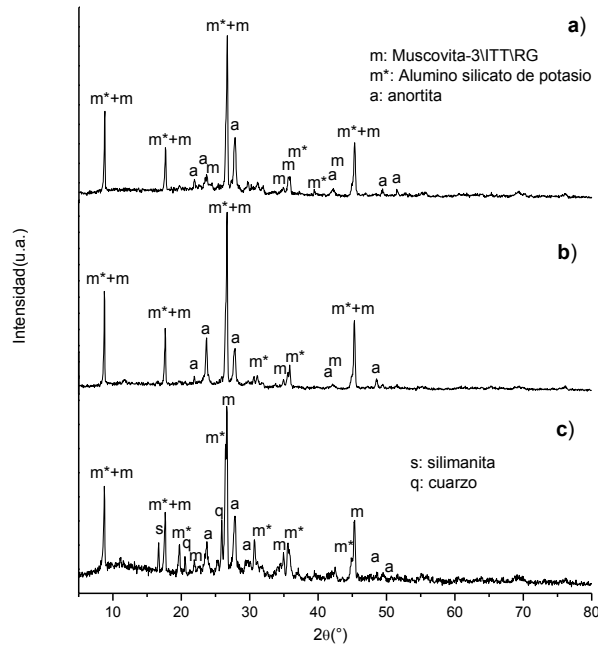 a)
m: Muscovita-3\ITT\RG
m*: Alumino silicato de potasio
a: anortita
m*+m
m*+m
m*+m
a
a
m
a
m
m
m*
m*
a
m
m*+m
a
a
b)
m*+m
m*+m
m*+m
a
a
a
m*
m
m*
a
m
m*+m
a
c)
s: silimanita
q: cuarzo
m*+m
s
m*+m
m*
q
m
a
q
m*
m
a
a
m*
m
m*
m*
m
a
a
Intensidad(u.a.)
10 20 30 40 50 60 70 80
2θ(°)